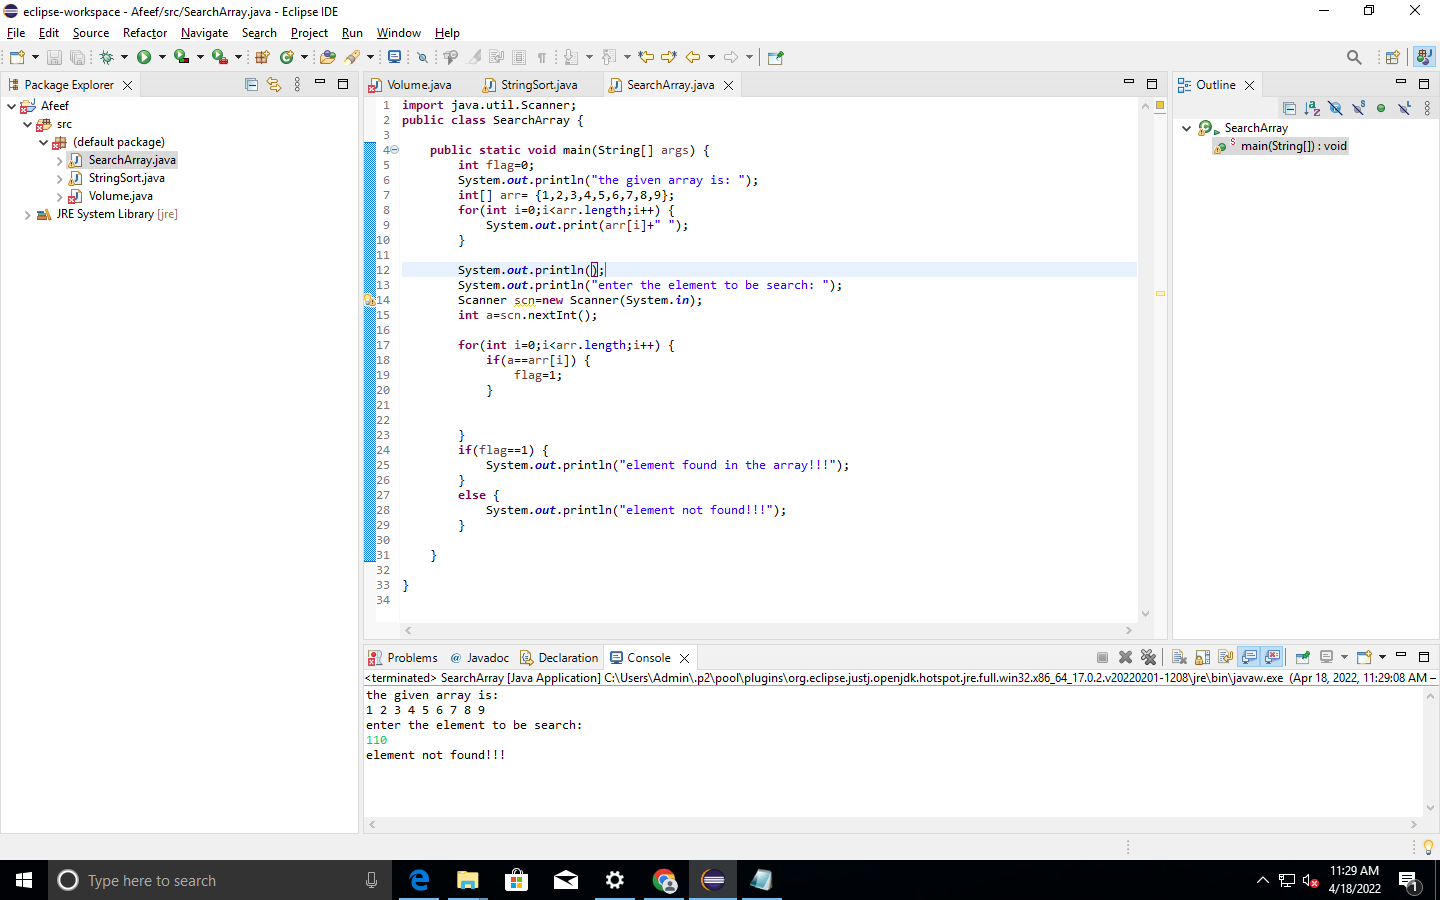 eclipse-workspace - Afeef/src/SearchArray.java - Eclipse IDE
File Edit Source Refactor Navigate Search Project Run Window Help
Package Explorer
Afeef
src
(default package)
SearchArray.java
StringSort.java
Volume.java
JRE System Library [jre]
Volume.java StringSort.java SearchArray.java
1 import java.util.Scanner;
2 public class SearchArray {
3
4 public static void main(String[] args) {
5 int flag=0;
6 System.out.println("the given array is: ");
7 int[] arr= {1,2,3,4,5,6,7,8,9};
8 for(int i=0;i<arr.length;i++) {
9 System.out.print(arr[i]+" ");
10 }
11
12 System.out.println();
13 System.out.println("enter the element to be search: ");
14 Scanner scn=new Scanner(System.in);
15 int a=scn.nextInt();
16
17 for(int i=0;i<arr.length;i++) {
18 if(a==arr[i]) {
19 flag=1;
20 }
21
22
23 }
24 if(flag==1) {
25 System.out.println("element found in the array!!!");
26 }
27 else {
28 System.out.println("element not found!!!");
29 }
30
31 }
32
33 }
34
Outline
SearchArray
main(String[]) : void
Problems @ Javadoc Declaration Console
<terminated> SearchArray [Java Application] C:\Users\Admin\.p2\pool\plugins\org.eclipse.justj.openjdk.hotspot.jre.full.win32.x86_64_17.0.2.v20220201-1208\jre\bin\javaw.exe (Apr 18, 2022, 11:29:08 AM –
the given array is:
1 2 3 4 5 6 7 8 9
enter the element to be search:
110
element not found!!!
Type here to search
11:29 AM
4/18/2022
1